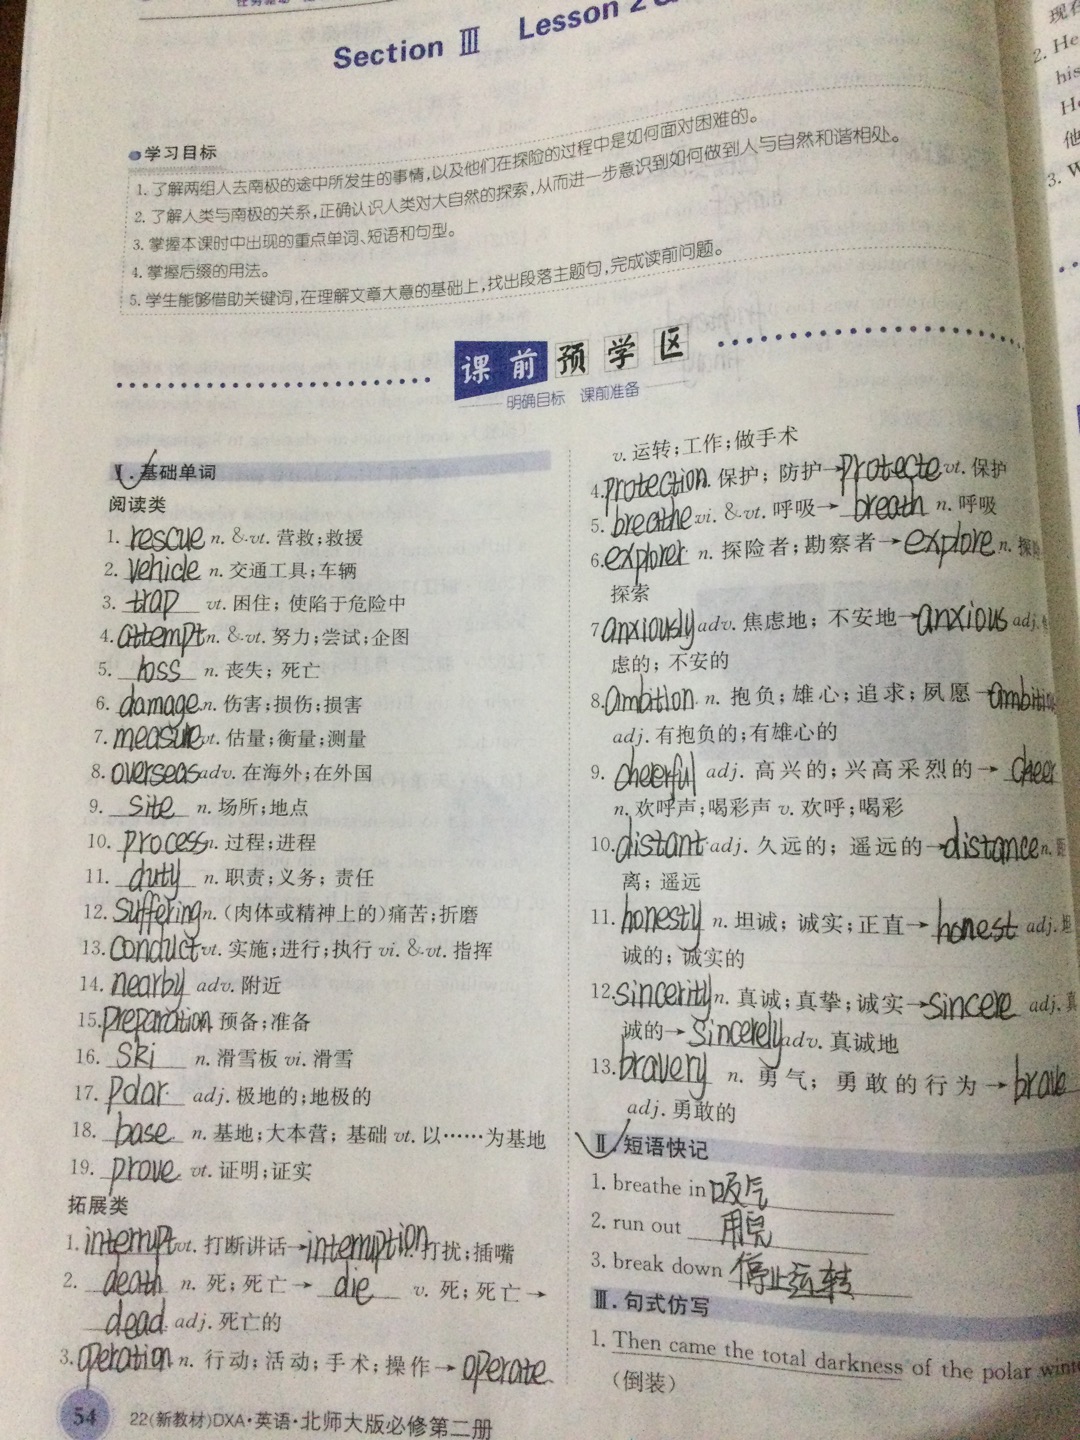 Section Ⅲ Lesson 2
学习目标
1. 了解两组人去南极的途中所发生的事情,以及他们在探险的过程中是如何面对困难的。
2. 了解人类与南极的关系,正确认识人类对大自然的探索,从而进一步意识到如何做到人与自然和谐相处。
3. 掌握本课时中出现的重点单词、短语和句型。
4. 掌握后缀的用法。
5. 学生能够借助关键词,在理解文章大意的基础上,找出段落主题句,完成读前问题。
课前预学区
明确目标 课前准备
Ⅰ. 基础单词
阅读类
1. rescue n. &vt. 营救;救援
2. vehicle n. 交通工具;车辆
3. trap vt. 困住; 使陷于危险中
4. attempt n. &vt. 努力;尝试;企图
5. loss n. 丧失; 死亡
6. damage n. 伤害;损伤;损害
7. measure vt. 估量;衡量;测量
8. overseas adv. 在海外;在外国
9. site n. 场所;地点
10. process n. 过程;进程
11. duty n. 职责;义务; 责任
12. suffering n. (肉体或精神上的)痛苦;折磨
13. conduct vt. 实施;进行;执行 vi. &vt. 指挥
14. nearby adv. 附近
15. preparation 预备;准备
16. ski n. 滑雪板 vi. 滑雪
17. polar adj. 极地的;地极的
18. base n. 基地;大本营; 基础 vt. 以……为基地
19. prove vt. 证明;证实
拓展类
1. interrupt vt. 打断讲话→interruption 打扰;插嘴
2. death n. 死; 死亡→ die v. 死; 死亡→
dead adj. 死亡的
3. operation n. 行动; 活动; 手术; 操作→ operate
v. 运转; 工作; 做手术
4. protection. 保护; 防护→protecte vt. 保护
5. breathe vi. &vt. 呼吸→ breath n. 呼吸
6. explorer n. 探险者; 勘察者→explore n. 探
探索
7 anxiously adv. 焦虑地; 不安地→anxious adj.
虑的; 不安的
8. ambition n. 抱负; 雄心; 追求; 夙愿→
adj. 有抱负的;有雄心的
9. cheerful adj. 高兴的; 兴高采烈的→ cheer
n. 欢呼声;喝彩声 v. 欢呼;喝彩
10. distant adj. 久远的; 遥远的→distance n. 距
离; 遥远
11. honesty n. 坦诚; 诚实; 正直→ honest adj. 坦
诚的; 诚实的
12. sincerity n. 真诚; 真挚; 诚实→sincere adj. 真
诚的→ sincerely adv. 真诚地
13. bravery n. 勇气; 勇敢的行为→ brave
adj. 勇敢的
Ⅱ. 短语快记
1. breathe in 吸气
2. run out 用完
3. break down 停止运转
Ⅲ. 句式仿写
1. Then came the total darkness of the polar
(倒装)
54 22(新教材)DXA·英语·北师大版必修第二册
现在
2. He
his
He
他
3. W